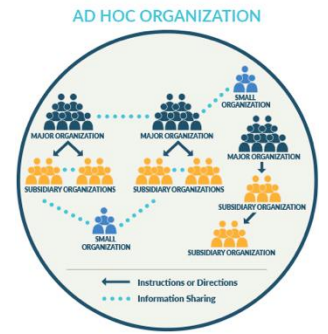 AD HOC ORGANIZATION
SMALL
ORGANIZATION
MAJOR ORGANIZATION
MAJOR ORGANIZATION
MAJOR ORGANIZATION
SUBSIDIARY ORGANIZATIONS
SUBSIDIARY ORGANIZATIONS
SUBSIDIARY ORGANIZATION
SMALL
ORGANIZATION
SUBSIDIARY ORGANIZATION
Instructions or Directions
Information Sharing